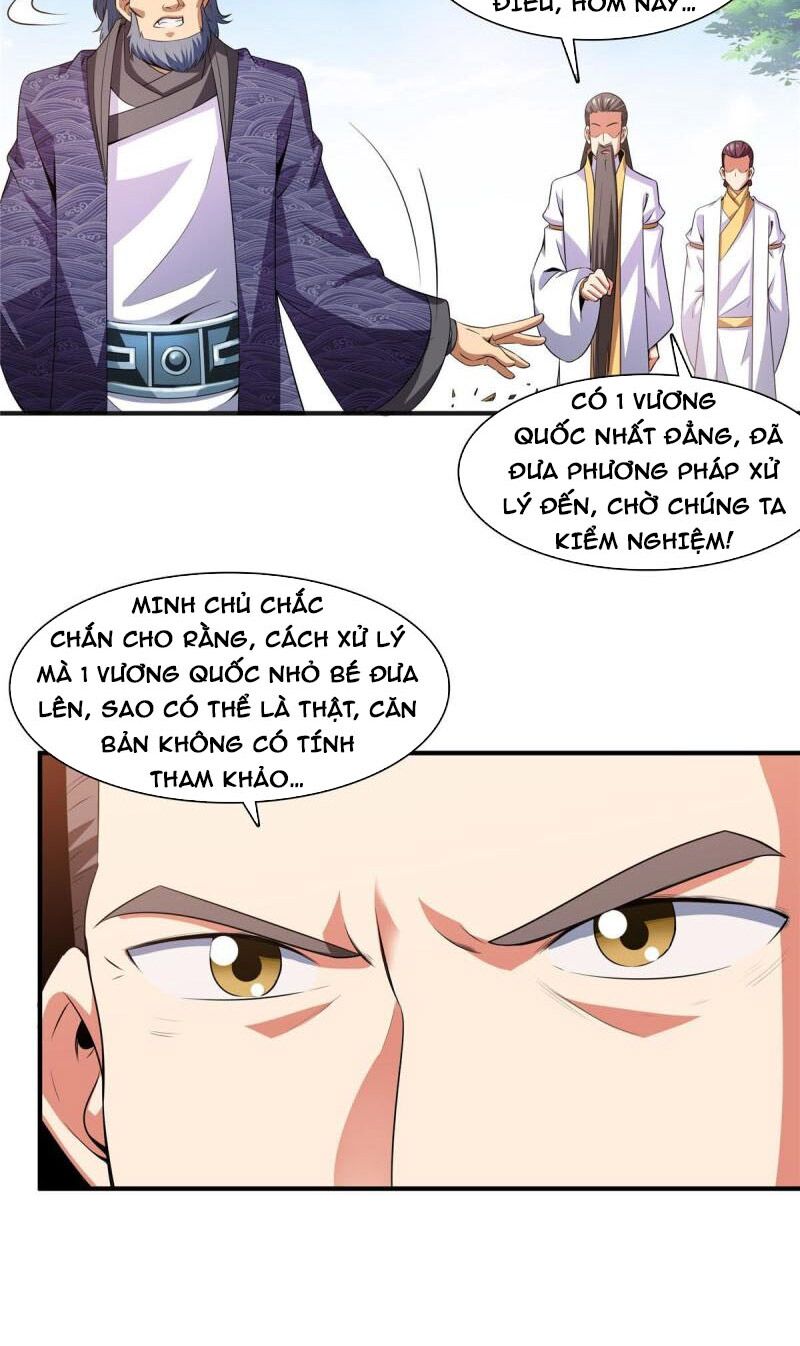 ĐIỀU, HÔM NAY...
CÓ 1 VƯƠNG
QUỐC NHẤT ĐẲNG, ĐÃ
ĐƯA PHƯƠNG PHÁP XỬ
LÝ ĐẾN, CHỜ CHÚNG TA
KIỂM NGHIỆM!
MINH CHỦ CHẮC
CHẮN CHO RẰNG, CÁCH XỬ LÝ
MÀ 1 VƯƠNG QUỐC NHỎ BÉ ĐƯA
LÊN, SAO CÓ THỂ LÀ THẬT, CĂN
BẢN KHÔNG CÓ TÍNH
THAM KHẢO...